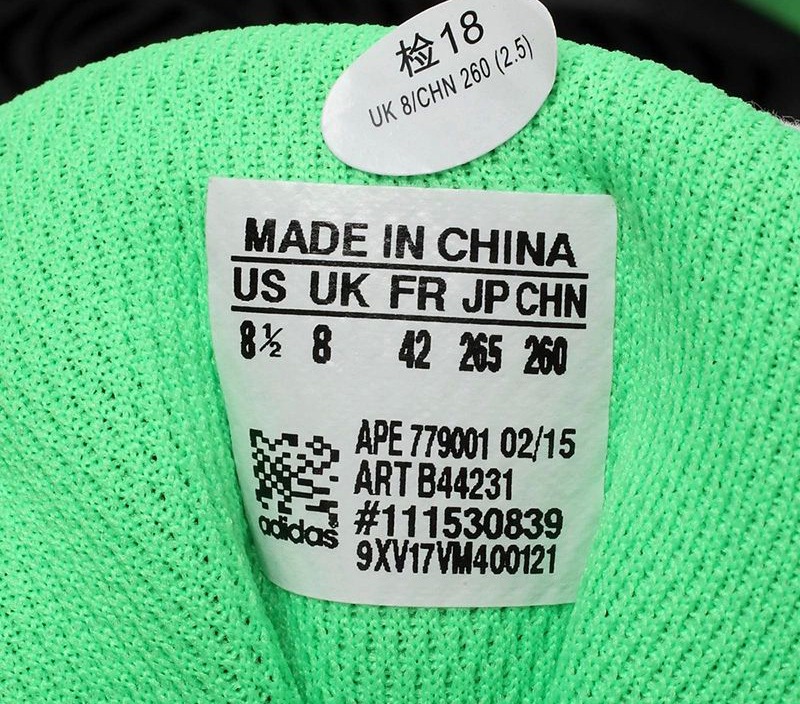 检18
UK 8/CHN 260 (2.5)
MADE IN CHINA
US UK FR JP CHN
8½ 8 42 265 260
APE 779001 02/15
ART B44231
#111530839
9XV17VM400121
adidas